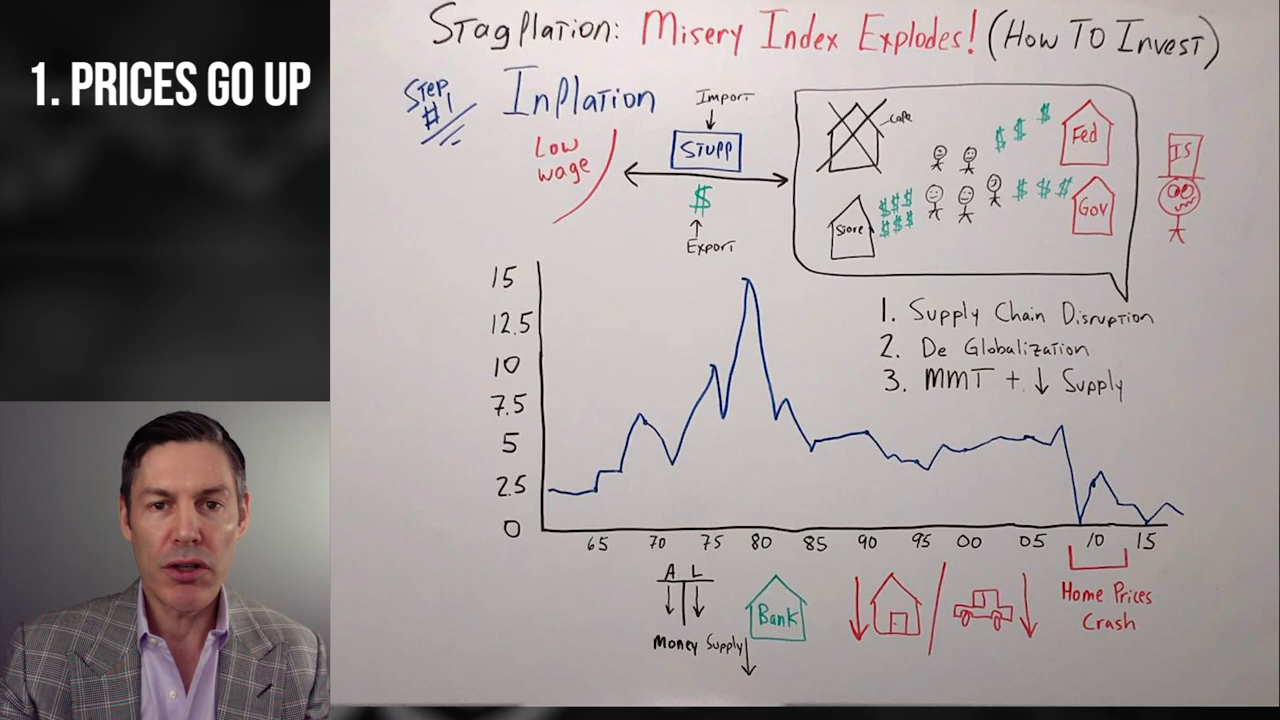 1. PRICES GO UP
Stagflation: Misery Index Explodes! (How To Invest)
Step #1
Inflation
Low wage
Import
STUFF
$
Export
cafe
Store
$$$
$$$
$ $ $
Fed
$ $ $
Gov
IS
1. Supply Chain Disruption
2. De Globalization
3. MMT + ↓ Supply
15
12.5
10
7.5
5
2.5
0
65 70 75 80 85 90 95 00 05 10 15
A L
Money Supply
Bank
Home Prices
Crash